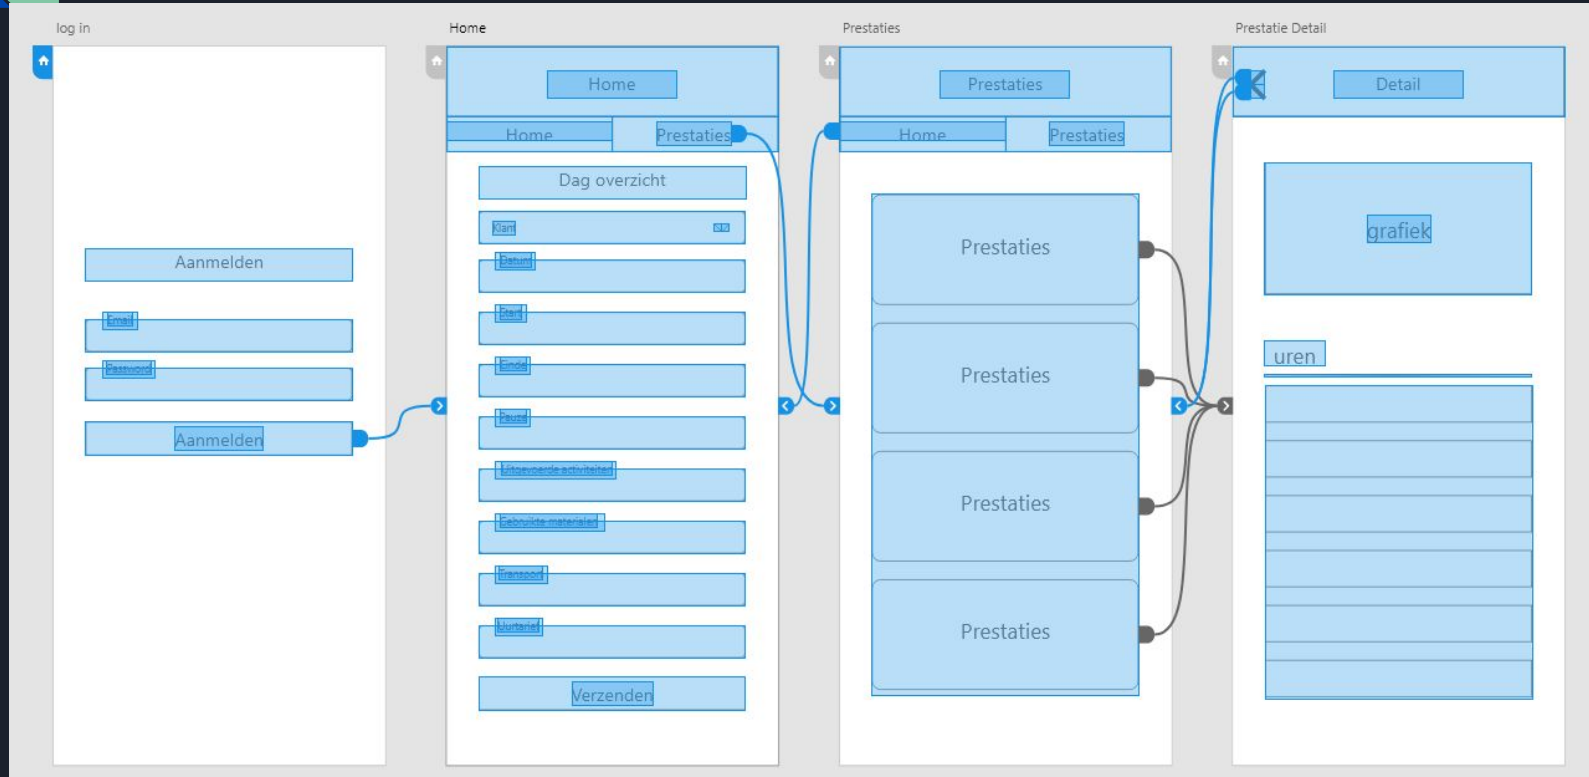 log in
Aanmelden
Email
Password
Aanmelden
Home
Home
Home
Prestaties
Dag overzicht
Klant
Datum
Start
Einde
Pauze
Uitgevoerde activiteiten
Gebruikte materialen
Transport
Uurtarief
Verzenden
Prestaties
Prestaties
Home
Prestaties
Prestaties
Prestaties
Prestaties
Prestaties
Prestatie Detail
Detail
grafiek
uren